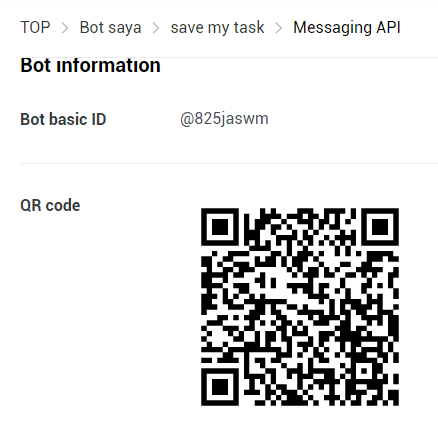 TOP > Bot saya > save my task > Messaging API
Bot information
Bot basic ID @825jaswm
QR code